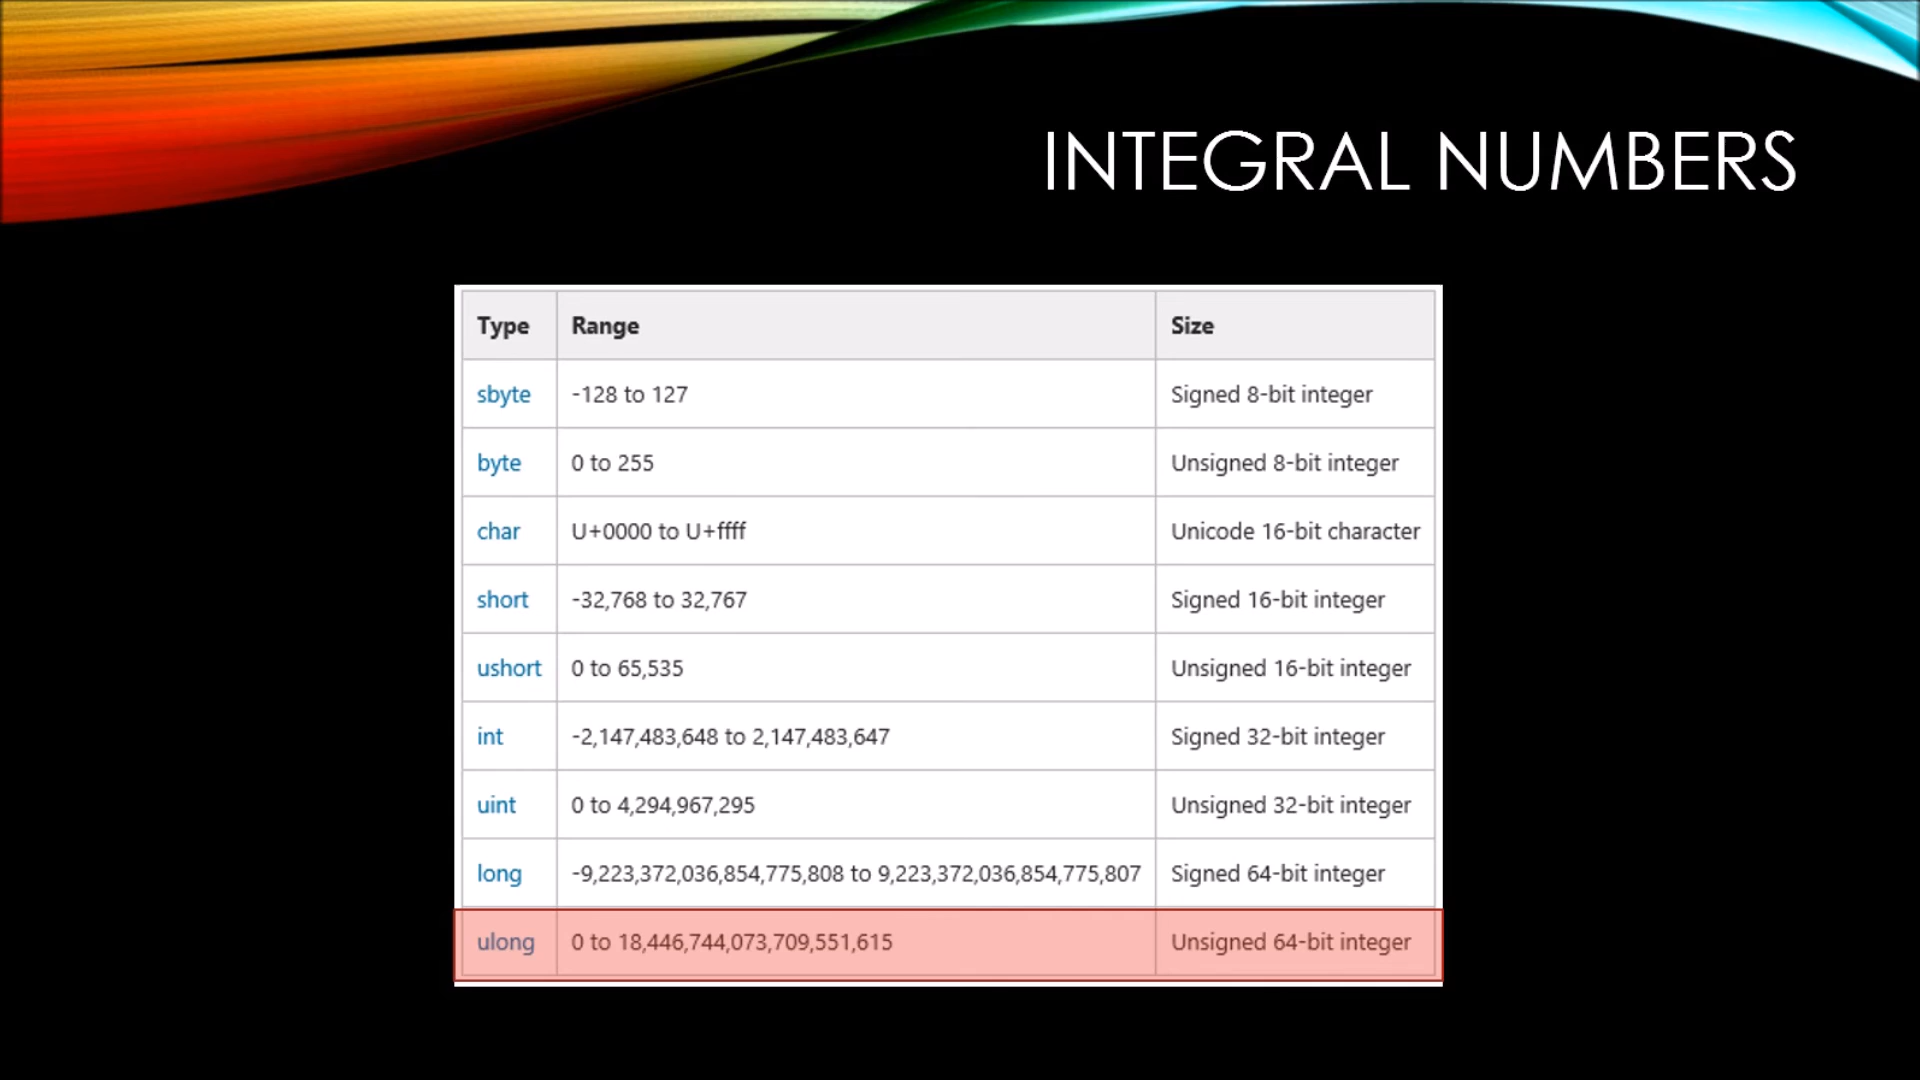 INTEGRAL NUMBERS
Type Range Size
sbyte -128 to 127 Signed 8-bit integer
byte 0 to 255 Unsigned 8-bit integer
char U+0000 to U+ffff Unicode 16-bit character
short -32,768 to 32,767 Signed 16-bit integer
ushort 0 to 65,535 Unsigned 16-bit integer
int -2,147,483,648 to 2,147,483,647 Signed 32-bit integer
uint 0 to 4,294,967,295 Unsigned 32-bit integer
long -9,223,372,036,854,775,808 to 9,223,372,036,854,775,807 Signed 64-bit integer
ulong 0 to 18,446,744,073,709,551,615 Unsigned 64-bit integer